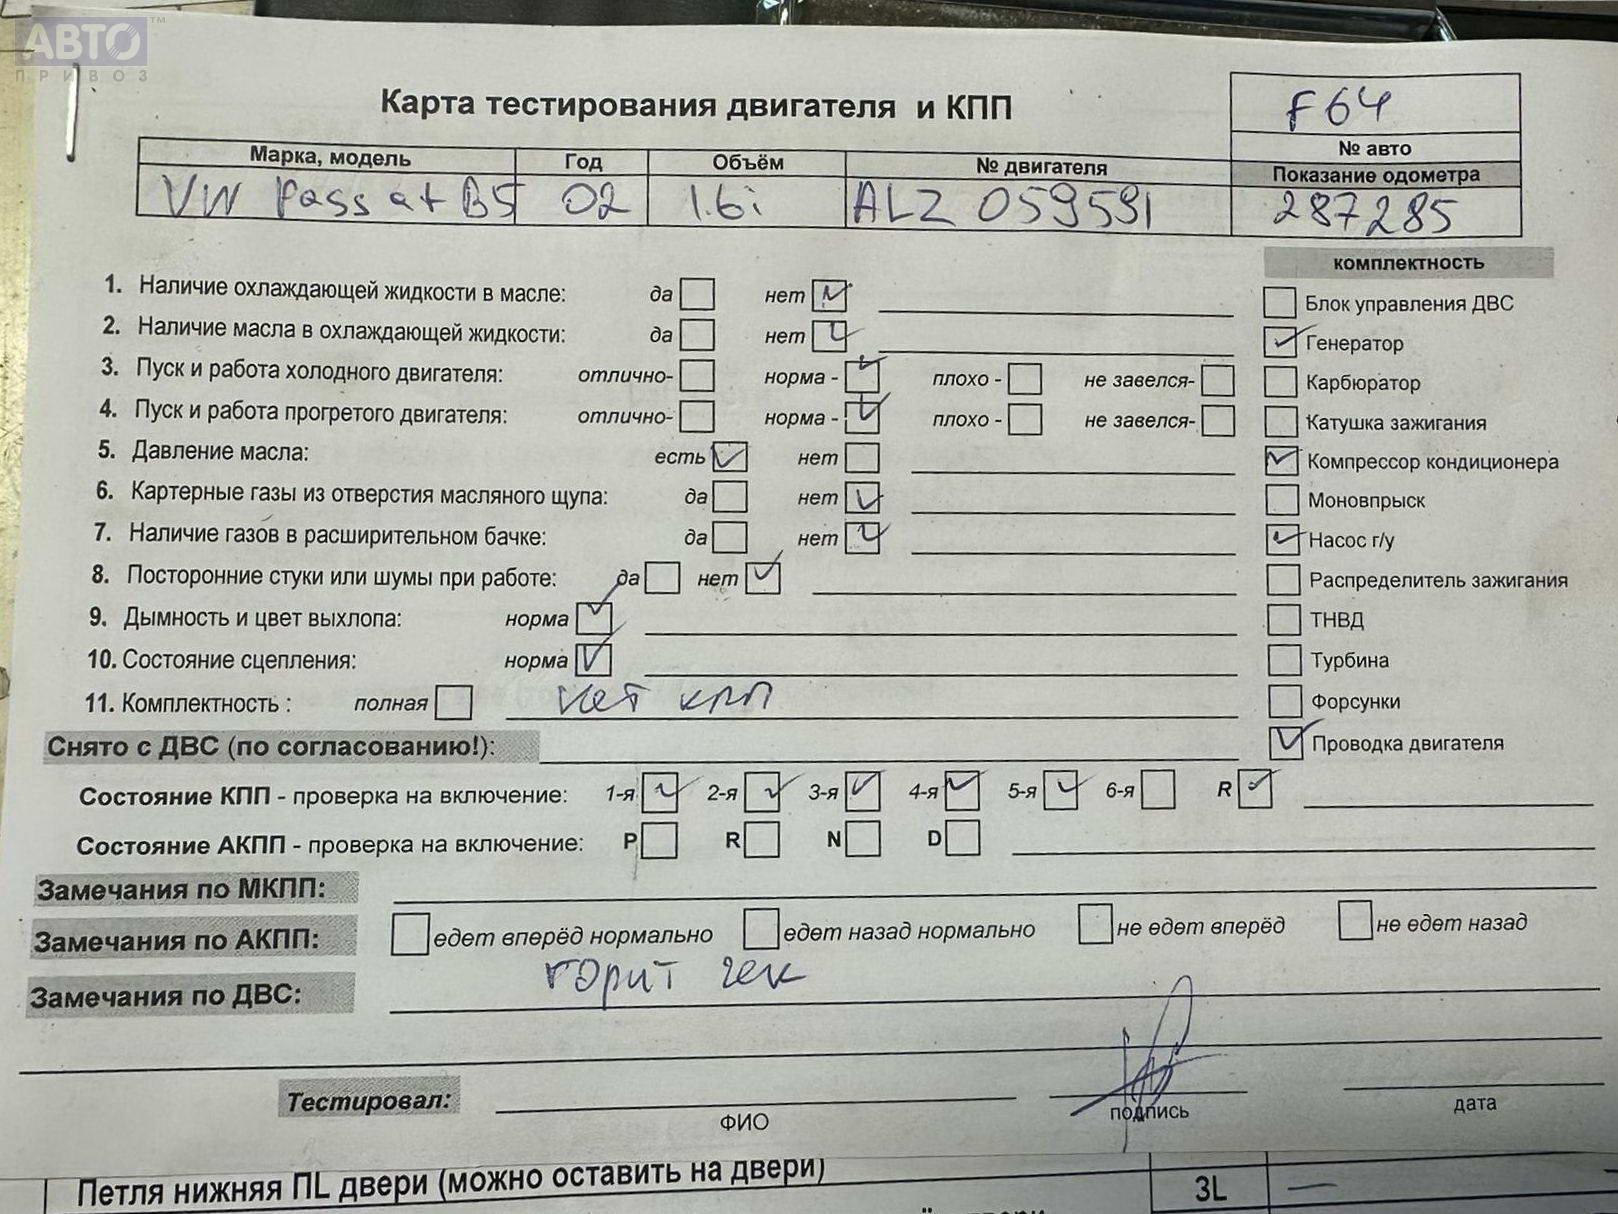 АВТО™
ПРИВОЗ
Карта тестирования двигателя и КПП
F64
№ авто
Марка, модель Год Объём № двигателя Показание одометра
VW Passat B5 02 1.6i ALZ 059591 287285
комплектность
1. Наличие охлаждающей жидкости в масле: да нет
Блок управления ДВС
2. Наличие масла в охлаждающей жидкости: да нет
Генератор
3. Пуск и работа холодного двигателя: отлично- норма - плохо - не завелся-
Карбюратор
4. Пуск и работа прогретого двигателя: отлично- норма - плохо - не завелся-
Катушка зажигания
5. Давление масла: есть нет
Компрессор кондиционера
6. Картерные газы из отверстия масляного щупа: да нет
Моновпрыск
7. Наличие газов в расширительном бачке: да нет
Насос г/у
8. Посторонние стуки или шумы при работе: да нет
Распределитель зажигания
9. Дымность и цвет выхлопа: норма
ТНВД
10. Состояние сцепления: норма
Турбина
11. Комплектность : полная нет кпп
Форсунки
Снято с ДВС (по согласованию!):
Проводка двигателя
Состояние КПП - проверка на включение: 1-я 2-я 3-я 4-я 5-я 6-я R
Состояние АКПП - проверка на включение: P R N D
Замечания по МКПП:
Замечания по АКПП: едет вперёд нормально едет назад нормально не едет вперёд не едет назад
Замечания по ДВС: горит чек
Тестировал:
ФИО подпись дата
Петля нижняя ПL двери (можно оставить на двери) 3L —